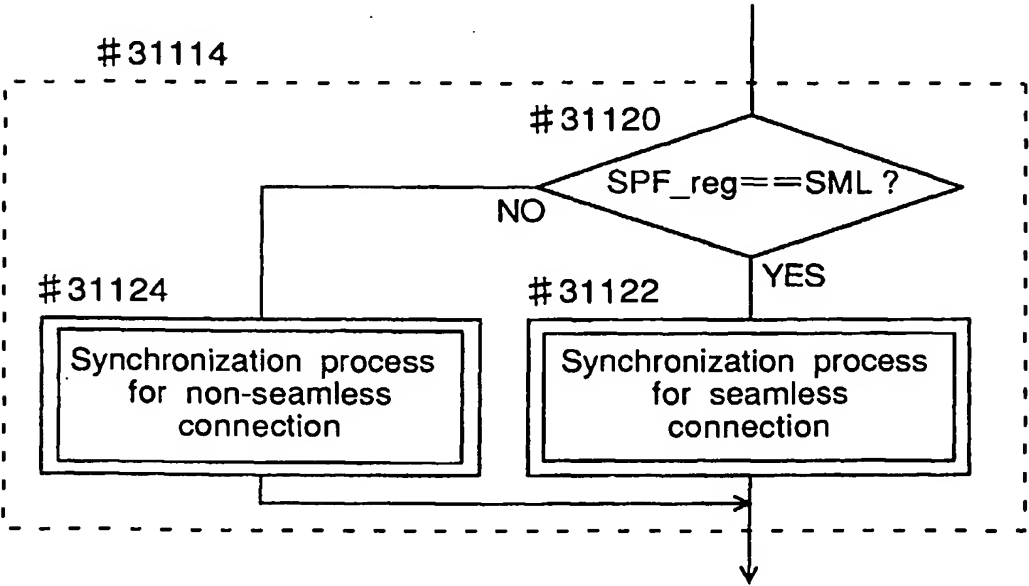 #31114
#31120
SPF_reg==SML ?
NO
YES
#31124
#31122
Synchronization process
for non-seamless
connection
Synchronization process
for seamless
connection